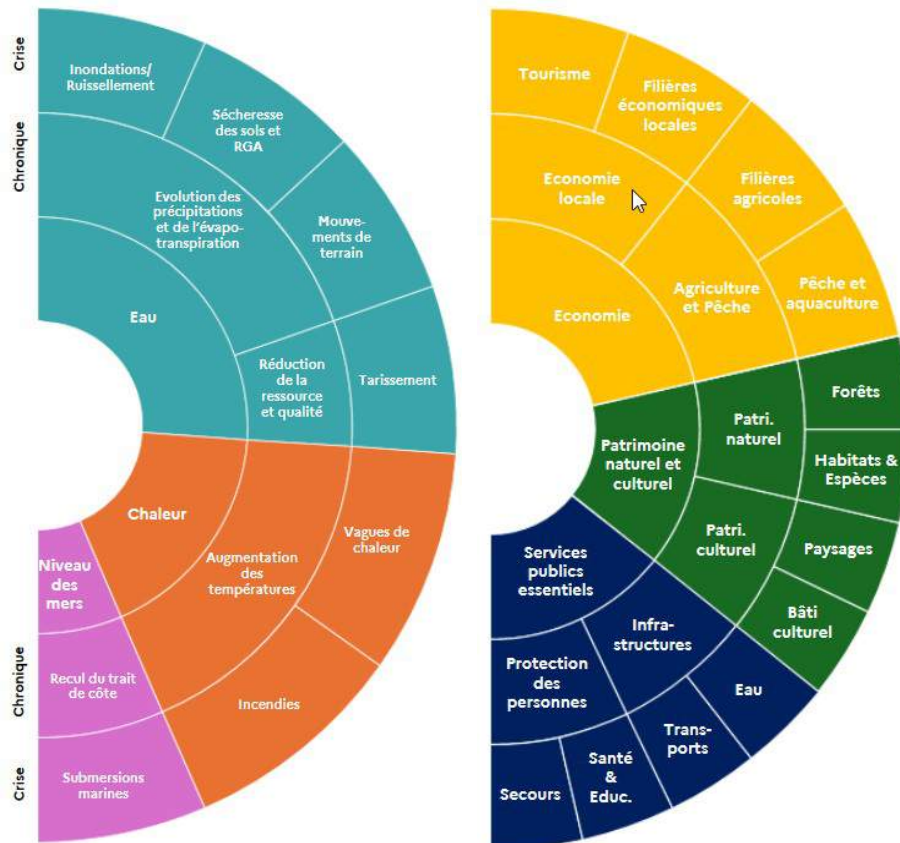 Crise
Chronique
Inondations/
Ruissellement
Sécheresse
des sols et
RGA
Mouve-
ments de
terrain
Tarissement
Evolution des
précipitations
et de l'évapo-
transpiration
Réduction
de la
ressource
et qualité
Eau
Chaleur
Augmentation
des
températures
Vagues de
chaleur
Incendies
Niveau
des
mers
Recul du trait
de côte
Submersions
marines
Chronique
Crise
Tourisme
Filières
économiques
locales
Filières
agricoles
Pêche et
aquaculture
Economie
locale
Agriculture
et Pêche
Economie
Patrimoine
naturel et
culturel
Patri.
naturel
Patri.
culturel
Forêts
Habitats &
Espèces
Paysages
Bâti
culturel
Services
publics
essentiels
Infra-
structures
Protection
des
personnes
Eau
Trans-
ports
Santé
&
Educ.
Secours